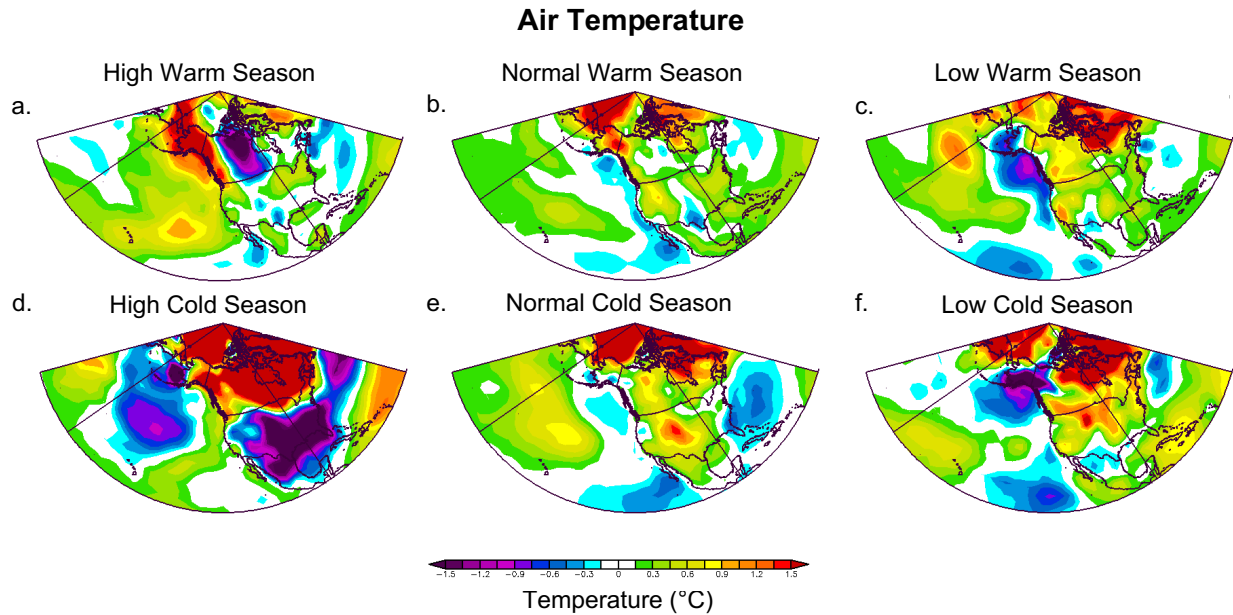 Air Temperature
High Warm Season
Normal Warm Season
Low Warm Season
a.
b.
c.
High Cold Season
Normal Cold Season
Low Cold Season
d.
e.
f.
−1.5 −1.2 −0.9 −0.6 −0.3 0 0.3 0.6 0.9 1.2 1.5
Temperature (°C)